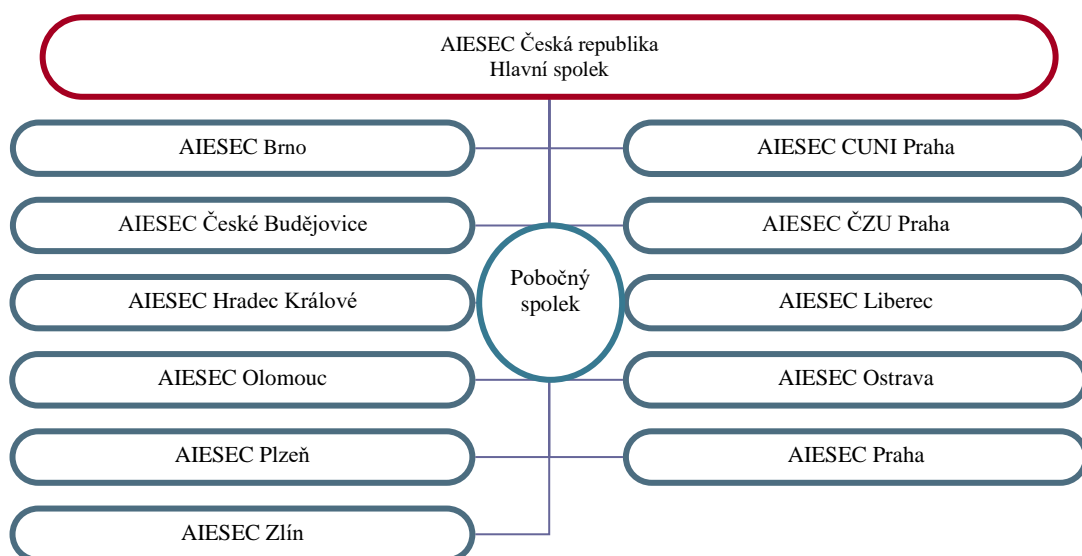 AIESEC Česká republika
Hlavní spolek
AIESEC Brno
AIESEC CUNI Praha
AIESEC České Budějovice
AIESEC ČZU Praha
Pobočný
spolek
AIESEC Hradec Králové
AIESEC Liberec
AIESEC Olomouc
AIESEC Ostrava
AIESEC Plzeň
AIESEC Praha
AIESEC Zlín